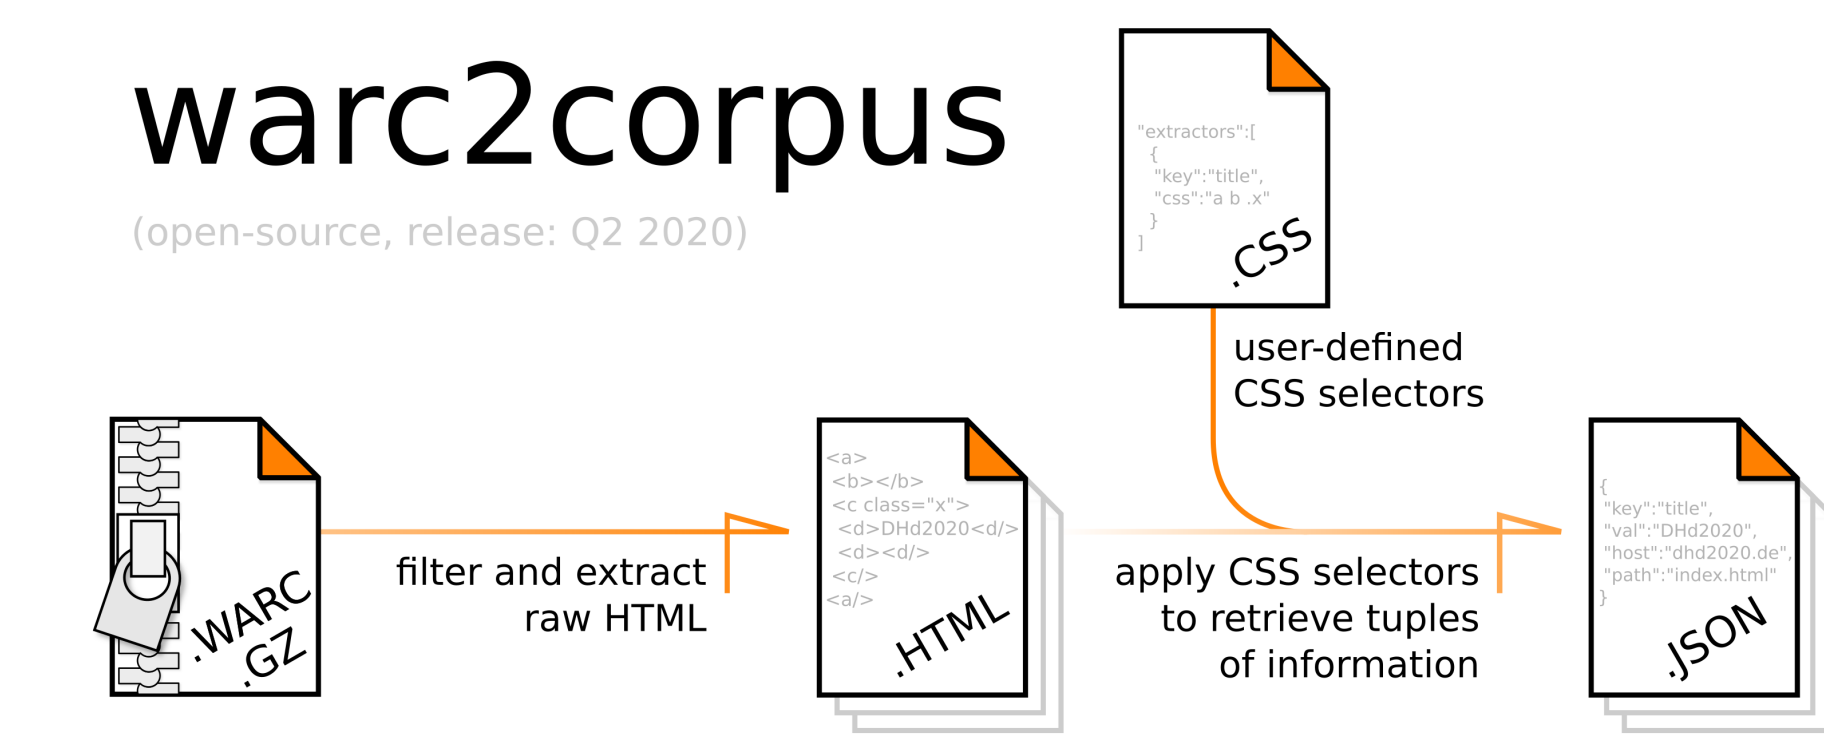 warc2corpus
(open-source, release: Q2 2020)
"extractors":[
{
"key":"title",
"css":"a b .x"
}
]
.CSS
user-defined
CSS selectors
.WARC
.GZ
filter and extract
raw HTML
<a>
<b></b>
<c class="x">
<d>DHd2020<d/>
<d><d/>
<c/>
<a/>
.HTML
apply CSS selectors
to retrieve tuples
of information
{
"key":"title",
"val":"DHd2020",
"host":"dhd2020.de",
"path":"index.html"
}
.JSON